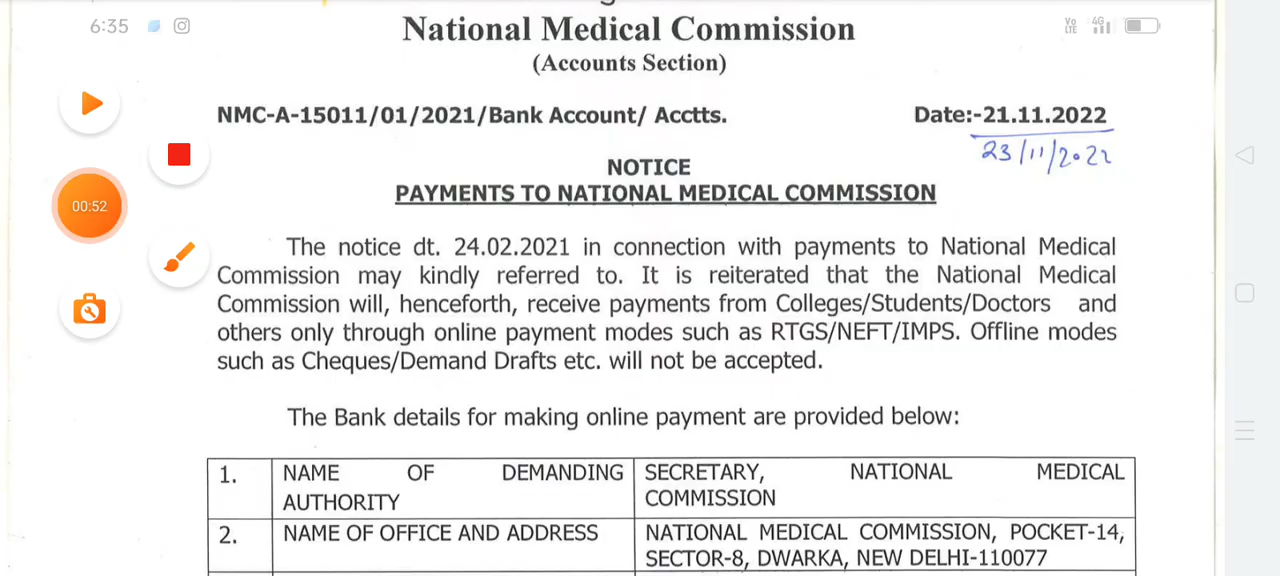 6:35
Vo LTE 4G
National Medical Commission
(Accounts Section)
NMC-A-15011/01/2021/Bank Account/ Acctts. Date:-21.11.2022
23/11/2022
NOTICE
PAYMENTS TO NATIONAL MEDICAL COMMISSION
00:52
The notice dt. 24.02.2021 in connection with payments to National Medical
Commission may kindly referred to. It is reiterated that the National Medical
Commission will, henceforth, receive payments from Colleges/Students/Doctors and
others only through online payment modes such as RTGS/NEFT/IMPS. Offline modes
such as Cheques/Demand Drafts etc. will not be accepted.
The Bank details for making online payment are provided below:
1. NAME OF DEMANDING SECRETARY, NATIONAL MEDICAL
AUTHORITY COMMISSION
2. NAME OF OFFICE AND ADDRESS NATIONAL MEDICAL COMMISSION, POCKET-14,
SECTOR-8, DWARKA, NEW DELHI-110077